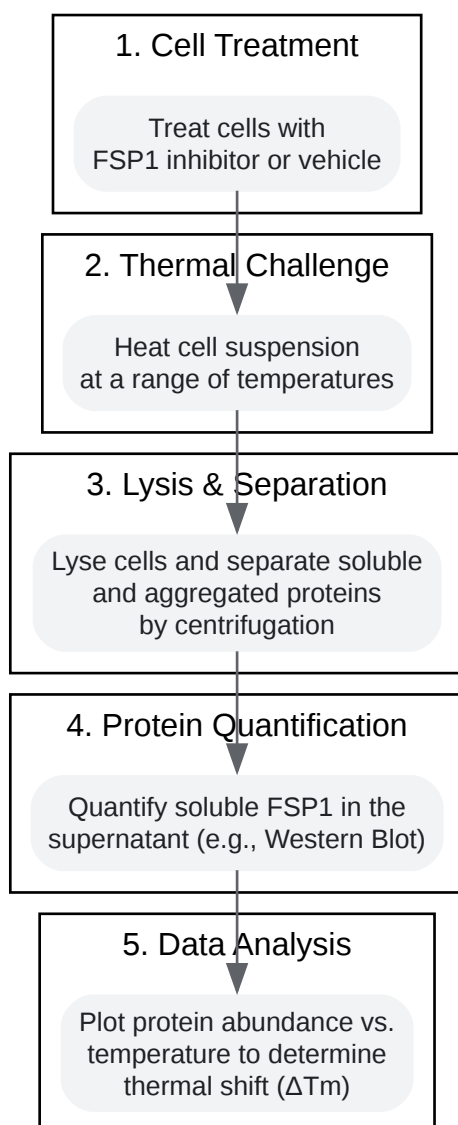 1. Cell Treatment
Treat cells with
FSP1 inhibitor or vehicle
2. Thermal Challenge
Heat cell suspension
at a range of temperatures
3. Lysis & Separation
Lyse cells and separate soluble
and aggregated proteins
by centrifugation
4. Protein Quantification
Quantify soluble FSP1 in the
supernatant (e.g., Western Blot)
5. Data Analysis
Plot protein abundance vs.
temperature to determine
thermal shift (ΔTm)